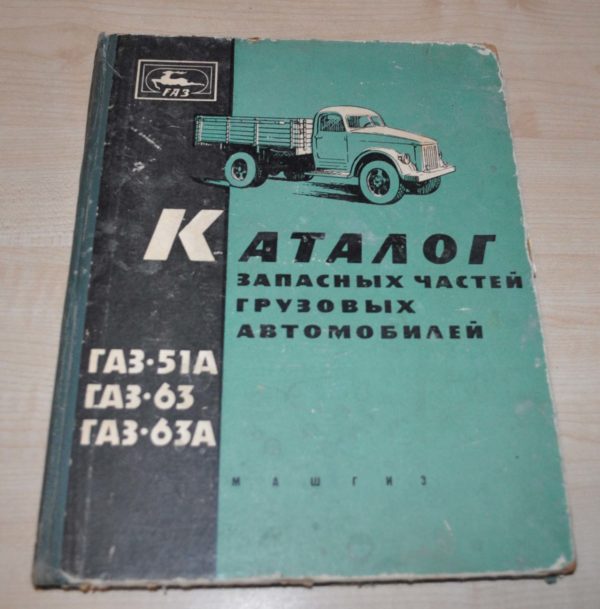 ГАЗ
КАТАЛОГ
ЗАПАСНЫХ ЧАСТЕЙ
ГРУЗОВЫХ
АВТОМОБИЛЕЙ
ГАЗ·51А
ГАЗ·63
ГАЗ·63А
МАШГИЗ